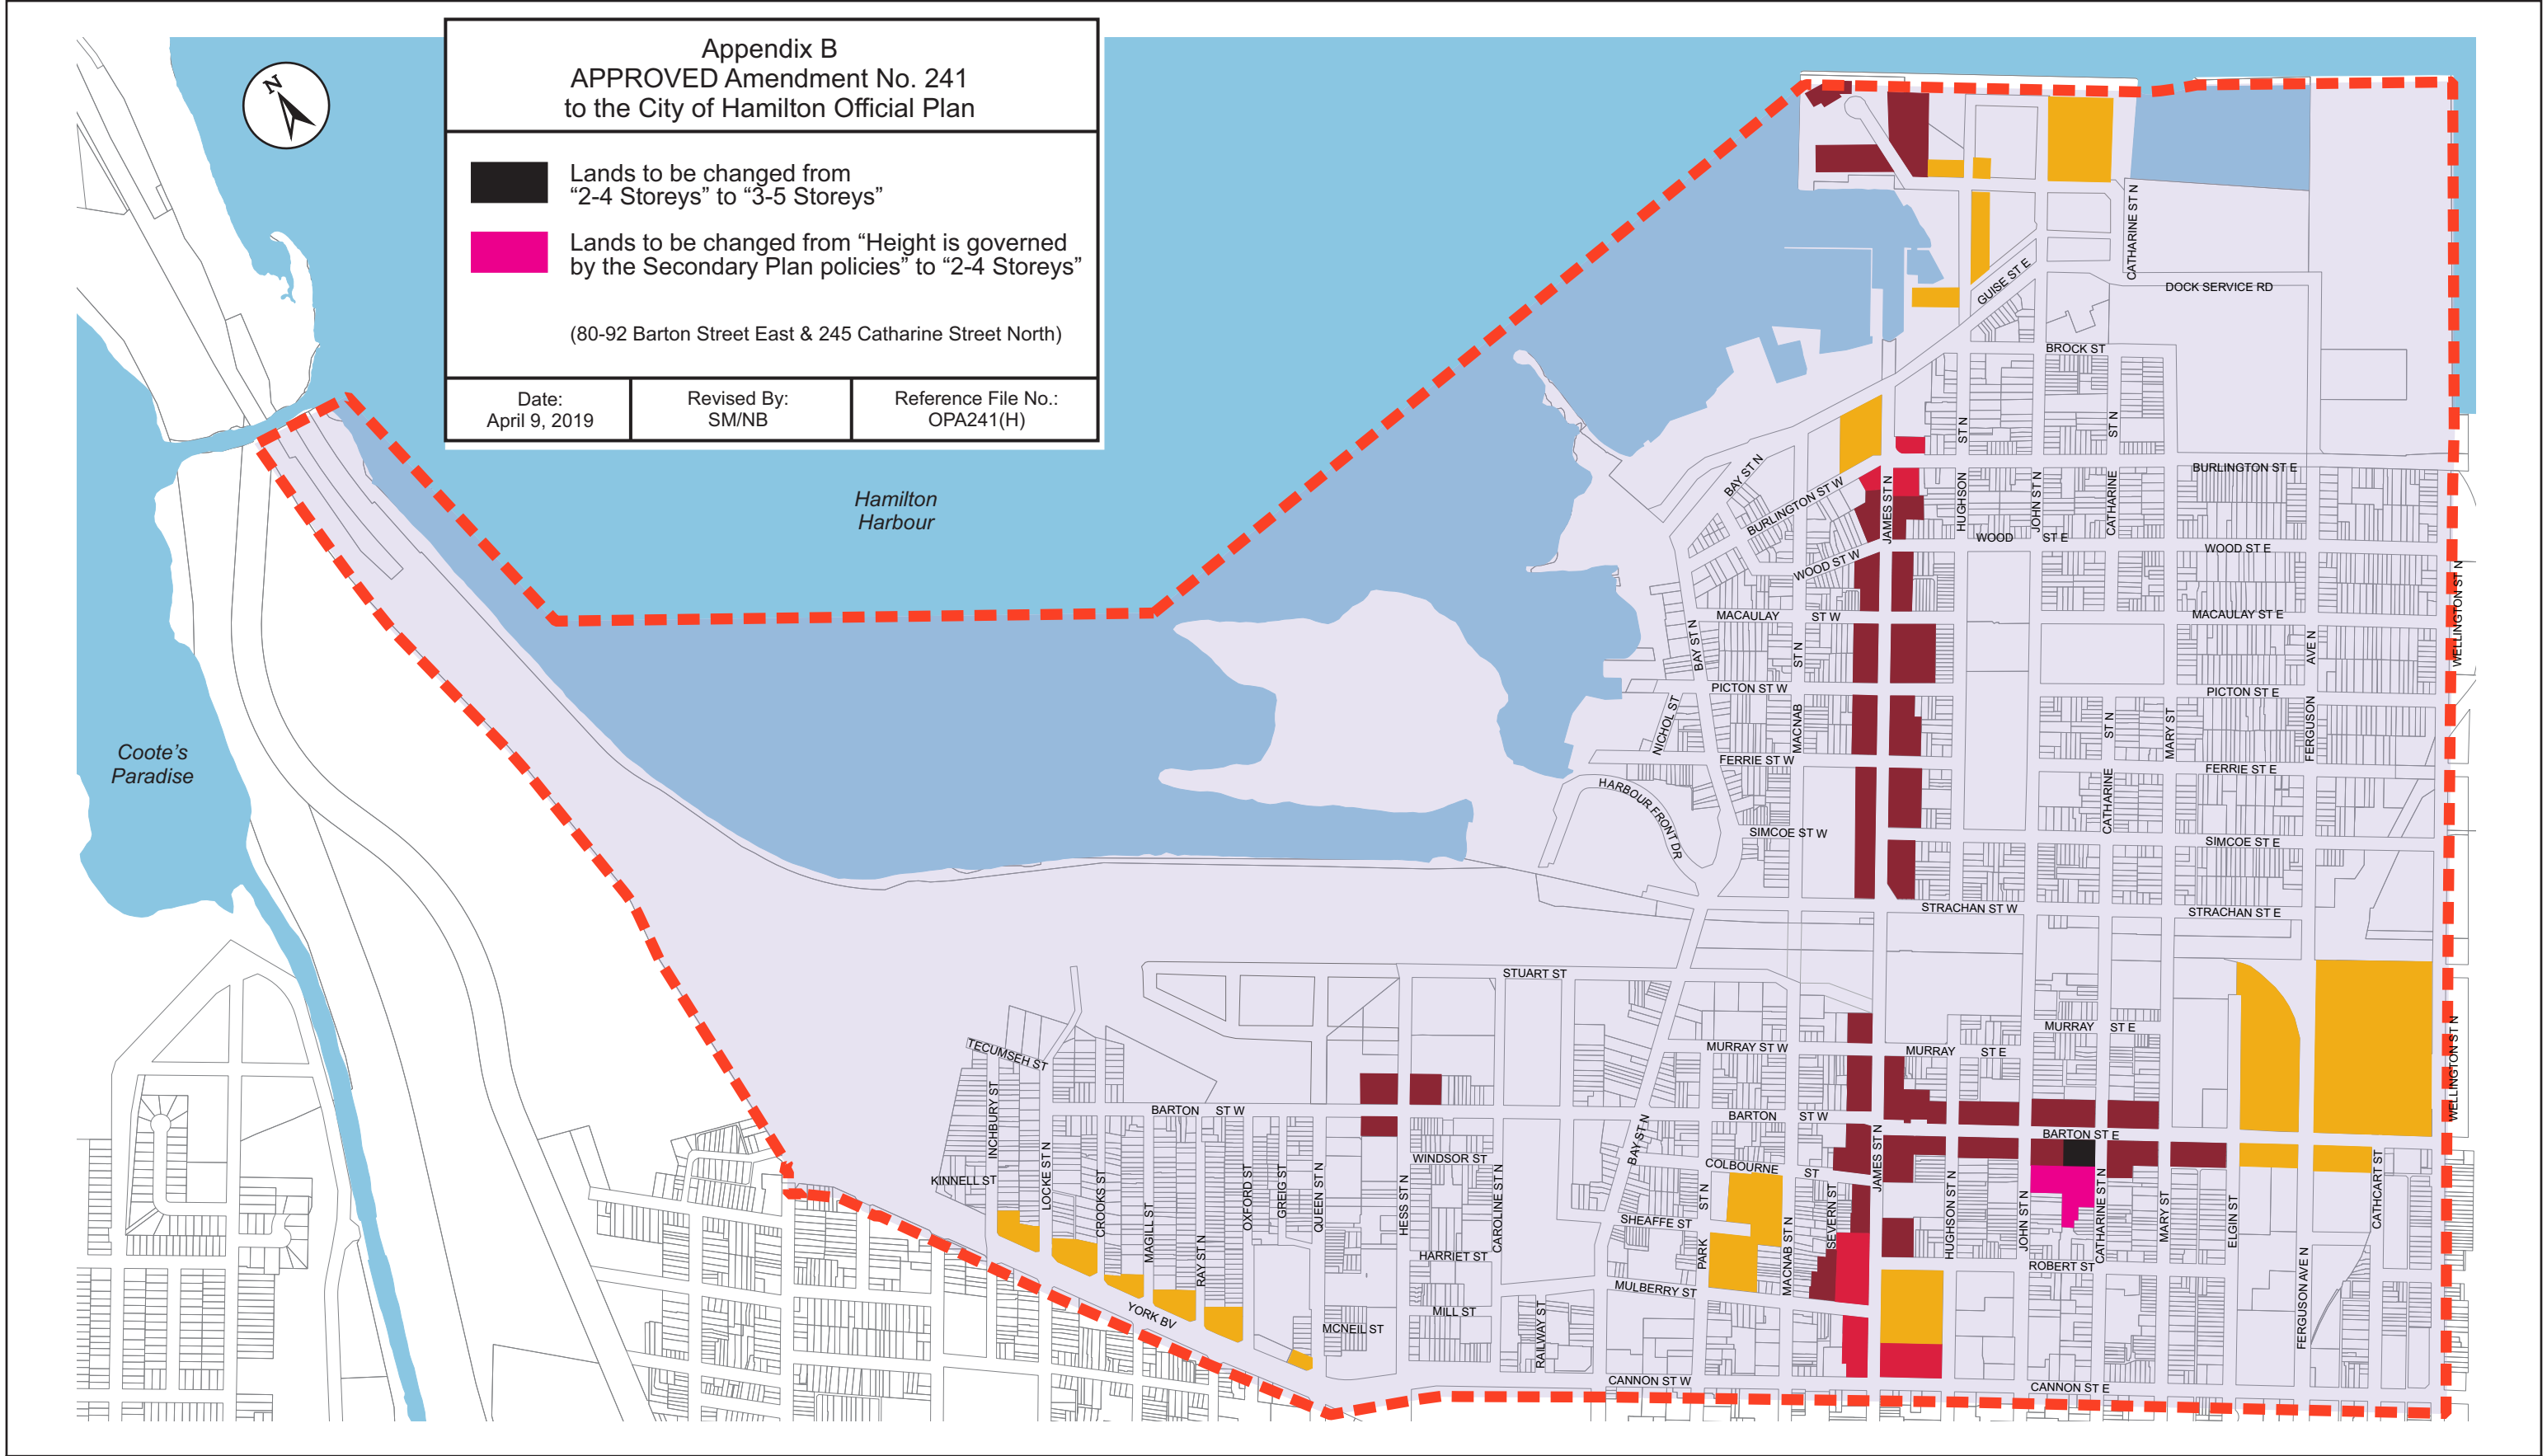 Appendix B
APPROVED Amendment No. 241
to the City of Hamilton Official Plan
N
Lands to be changed from
“2-4 Storeys” to “3-5 Storeys”
Lands to be changed from “Height is governed
by the Secondary Plan policies” to “2-4 Storeys”
(80-92 Barton Street East & 245 Catharine Street North)
Date:
April 9, 2019
Revised By:
SM/NB
Reference File No.:
OPA241(H)
Hamilton
Harbour
Coote’s
Paradise
CATHARINE ST N
GUISE ST E
DOCK SERVICE RD
BROCK ST
BAY ST N
BURLINGTON ST W
JAMES ST N
HUGHSON
ST N
JOHN ST N
CATHARINE
ST N
BURLINGTON ST E
WOOD ST W
WOOD
ST E
WOOD ST E
WELLINGTON ST N
MACAULAY
ST W
MACAULAY ST E
BAY ST N
ST N
MACNAB
AVE N
FERGUSON
PICTON ST W
PICTON ST E
NICHOL ST
ST N
CATHARINE
MARY ST
FERRIE ST W
FERRIE ST E
HARBOUR FRONT DR
SIMCOE ST W
SIMCOE ST E
STRACHAN ST W
STRACHAN ST E
STUART ST
MURRAY
ST E
MURRAY ST W
MURRAY
ST E
WELLINGTON ST N
TECUMSEH ST
INCHBURY ST
BARTON
ST W
BARTON
ST W
BARTON ST E
KINNELL ST
LOCKE ST N
CROOKS ST
MAGILL ST
RAY ST N
OXFORD ST
GREIG ST
QUEEN ST N
HESS ST N
WINDSOR ST
CAROLINE ST N
BAY ST N
COLBOURNE
ST
JAMES ST N
SHEAFFE ST
ST N
PARK
MACNAB ST N
SEVERN ST
HUGHSON ST N
JOHN ST N
CATHARINE ST N
MARY ST
ELGIN ST
CATHCART ST
HARRIET ST
ROBERT ST
MULBERRY ST
MILL ST
YORK BV
MCNEIL ST
RAILWAY ST
FERGUSON AVE N
CANNON ST W
CANNON ST E